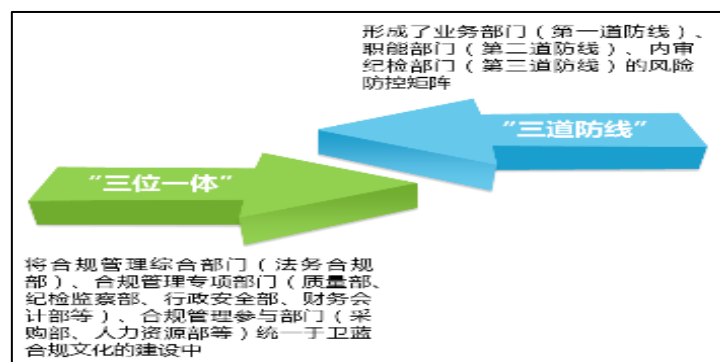 形成了业务部门（第一道防线）、
职能部门（第二道防线）、内审
纪检部门（第三道防线）的风险
防控矩阵
“三道防线”
“三位一体”
将合规管理综合部门（法务合规
部）、合规管理专项部门（质量部、
纪检监察部、行政安全部、财务会
计部等）、合规管理参与部门（采
购部、人力资源部等）统一于卫蓝
合规文化的建设中